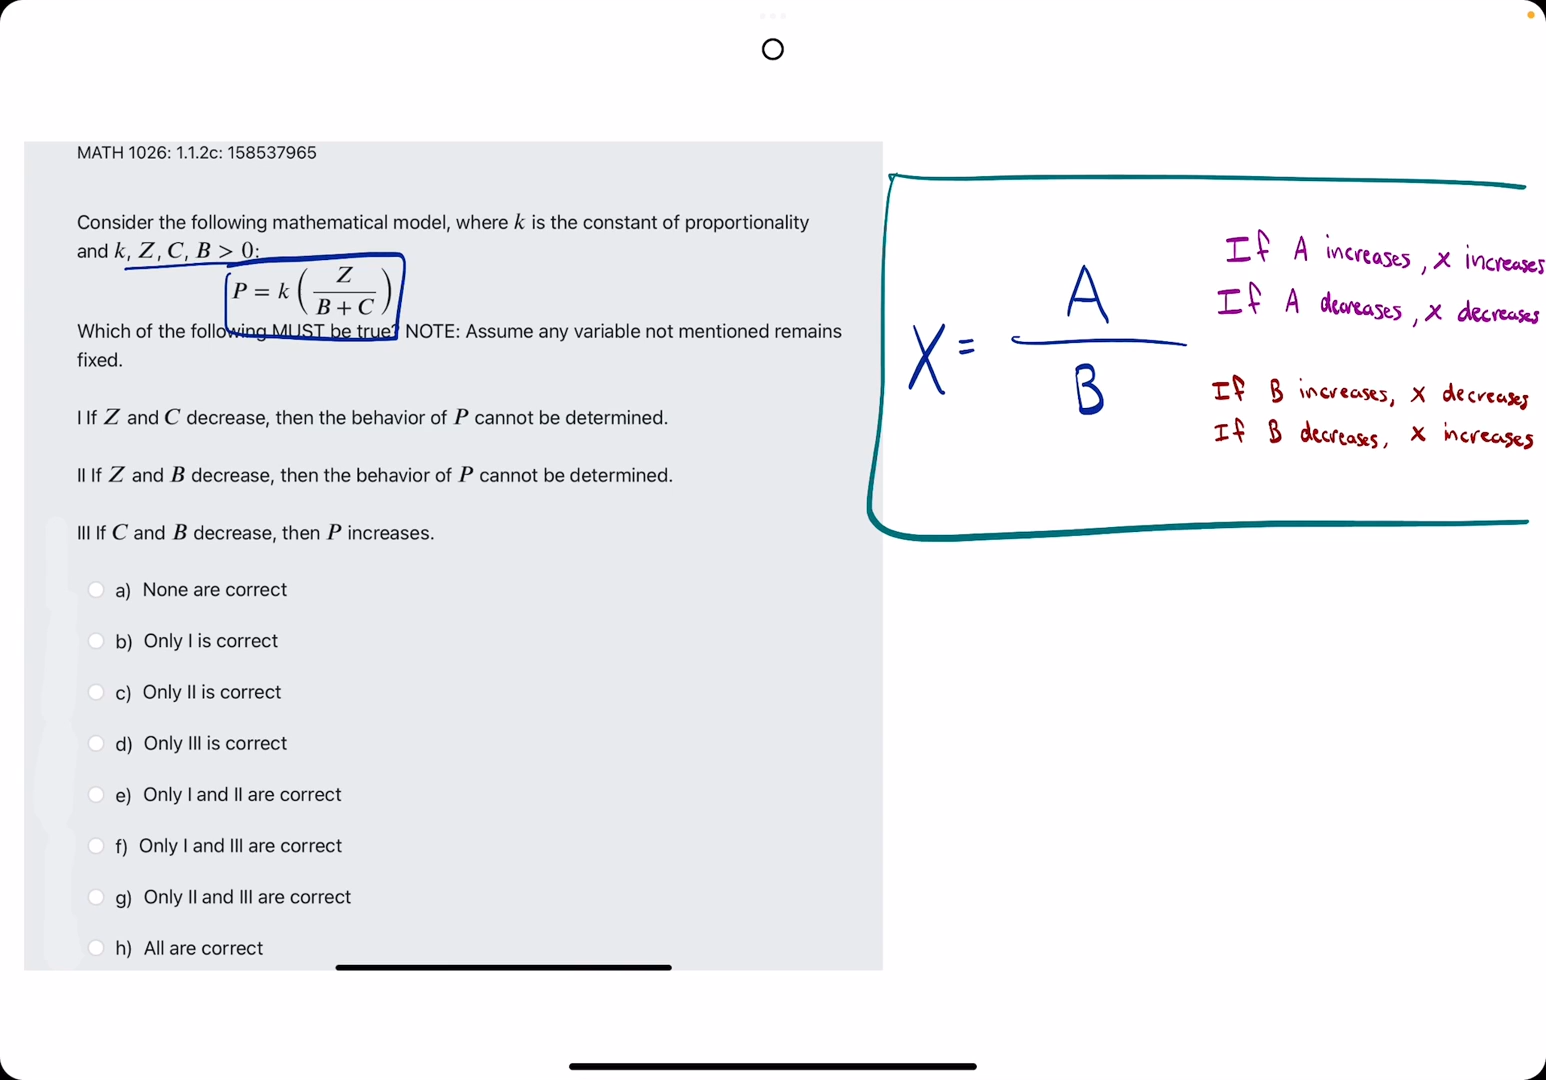 MATH 1026: 1.1.2c: 158537965
Consider the following mathematical model, where k is the constant of proportionality
and k, Z, C, B > 0:
P = k ( Z / (B + C) )
Which of the following MUST be true? NOTE: Assume any variable not mentioned remains
fixed.
I If Z and C decrease, then the behavior of P cannot be determined.
II If Z and B decrease, then the behavior of P cannot be determined.
III If C and B decrease, then P increases.
a) None are correct
b) Only I is correct
c) Only II is correct
d) Only III is correct
e) Only I and II are correct
f) Only I and III are correct
g) Only II and III are correct
h) All are correct
X = A / B
If A increases, x increases
If A decreases, x decreases
If B increases, x decreases
If B decreases, x increases